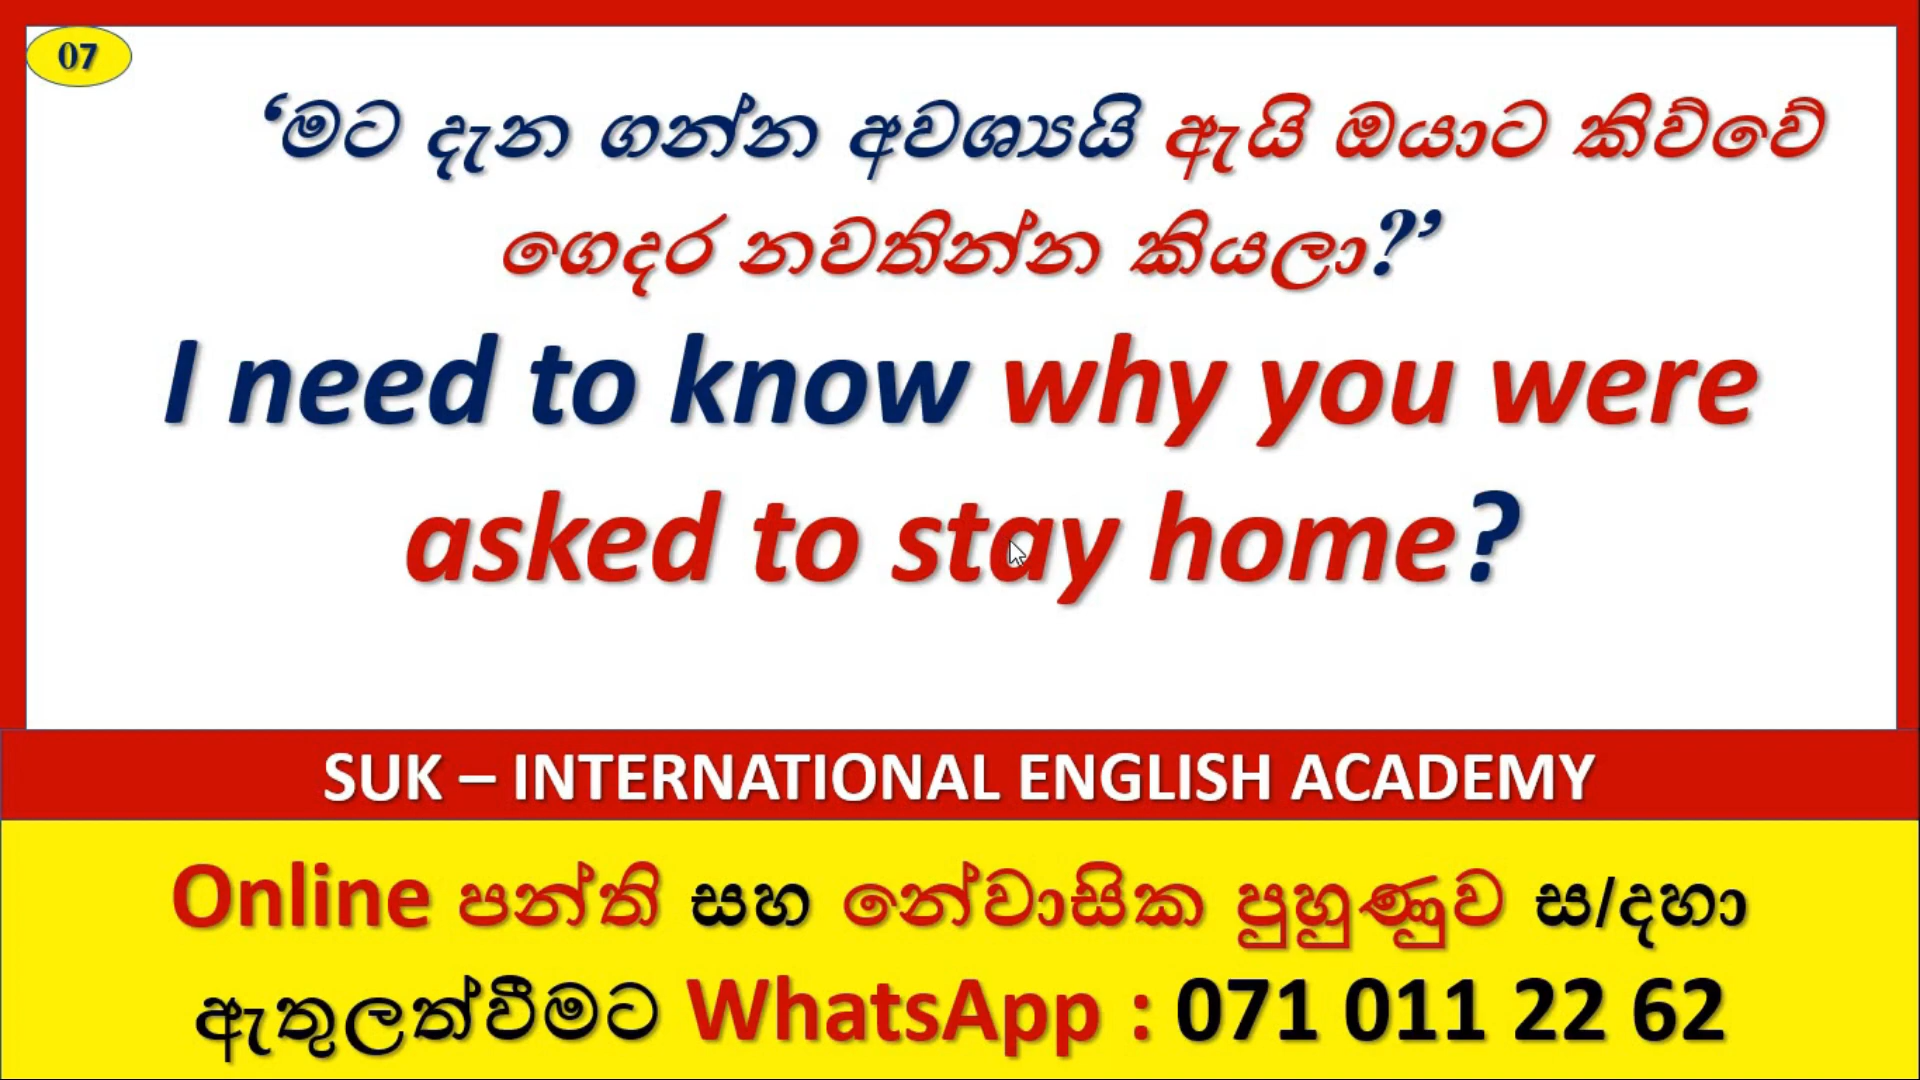 07
‘මට දැන ගන්න අවශ්‍යයි ඇයි ඔයාට කිව්වේ
ගෙදර නවතින්න කියලා?’
I need to know why you were
asked to stay home?
SUK – INTERNATIONAL ENGLISH ACADEMY
Online පන්ති සහ නේවාසික පුහුණුව ස/දහා
ඇතුලත්වීමට WhatsApp : 071 011 22 62